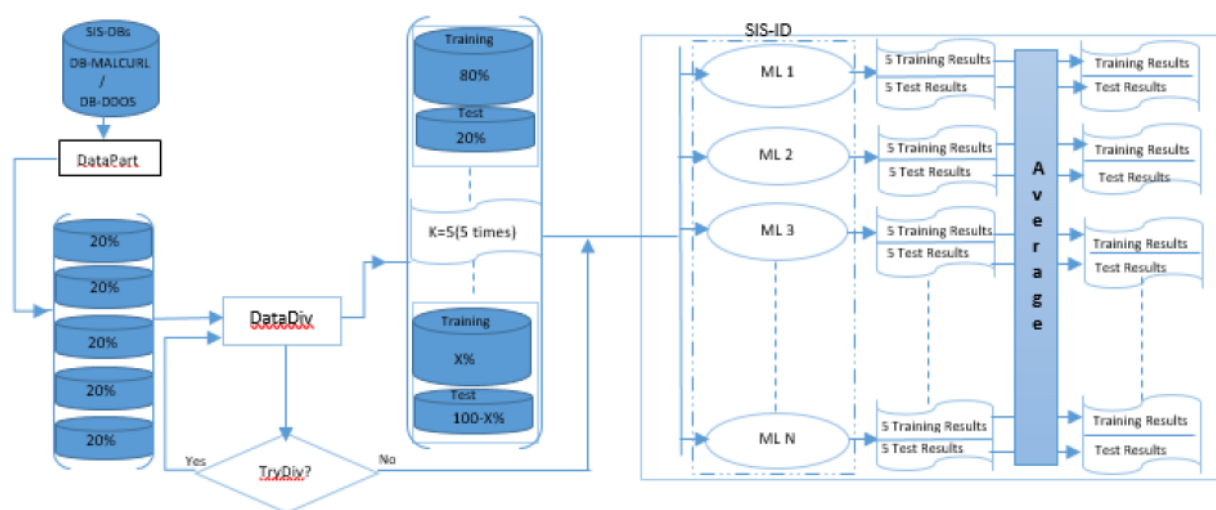 SIS-DBs
DB-MALCURL
/
DB-DDOS
DataPart
20%
20%
20%
20%
20%
DataDiv
TryDiv?
Yes
No
Training
80%
Test
20%
K=5(5 times)
Training
X%
Test
100-X%
SIS-ID
ML 1
ML 2
ML 3
ML N
5 Training Results
5 Test Results
5 Training Results
5 Test Results
5 Training Results
5 Test Results
5 Training Results
5 Test Results
A
v
e
r
a
g
e
Training Results
Test Results
Training Results
Test Results
Training Results
Test Results
Training Results
Test Results